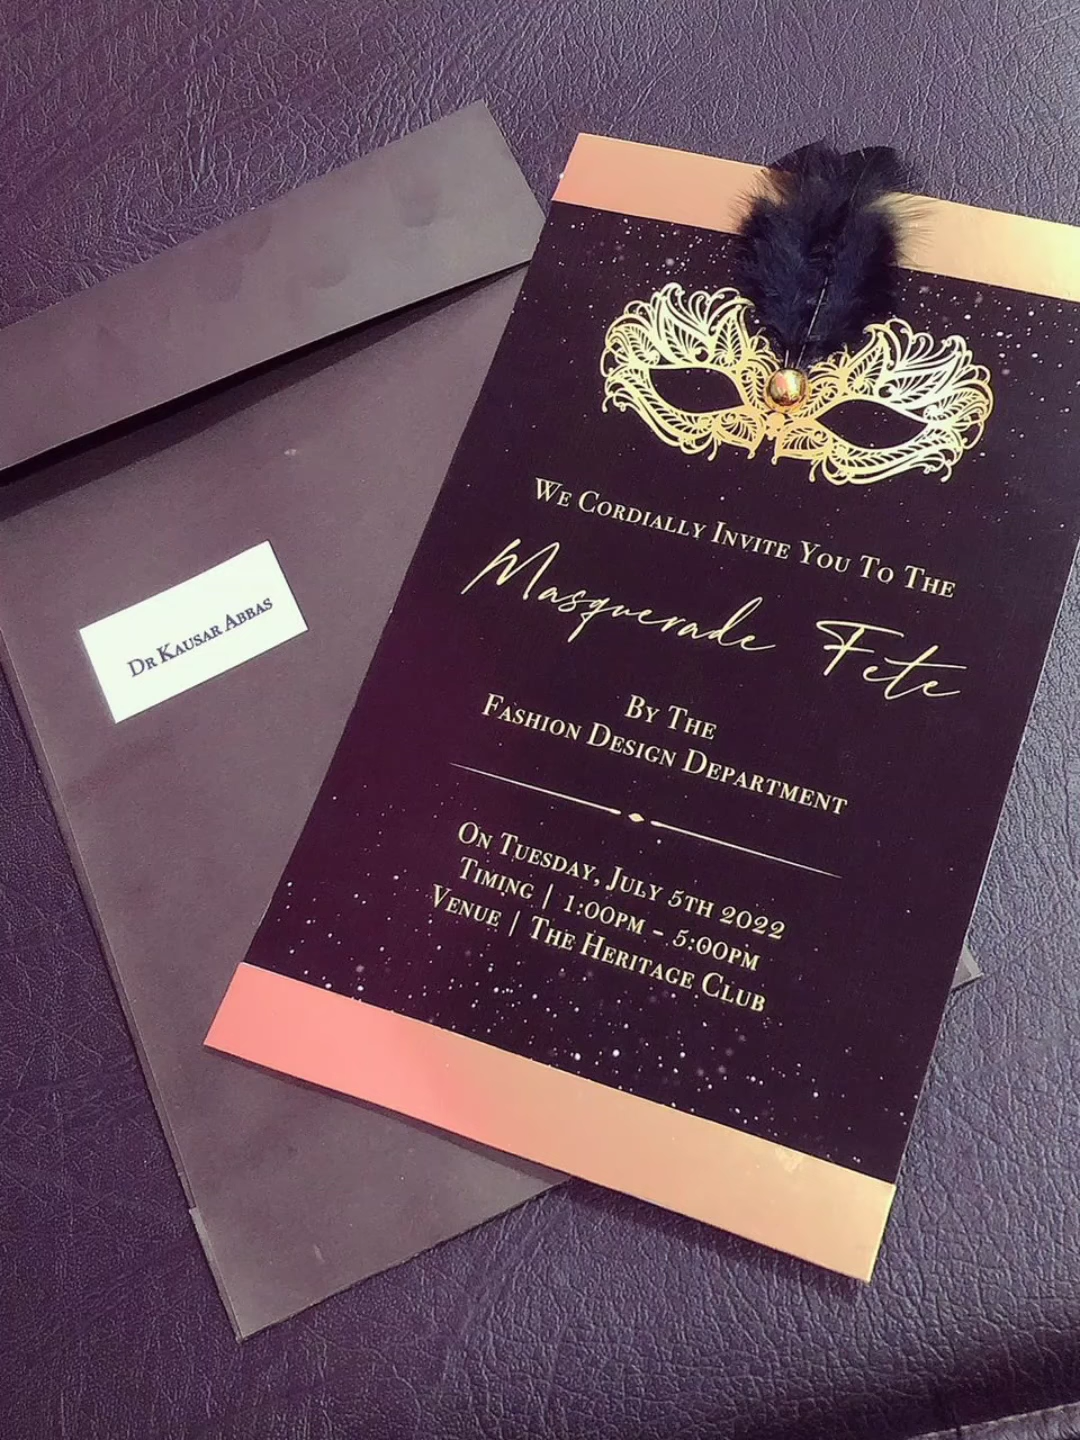 We Cordially Invite You To The
Masquerade Fete
By The
Fashion Design Department
On Tuesday, July 5th 2022
Timing | 1:00pm - 5:00pm
Venue | The Heritage Club
Dr Kausar Abbas